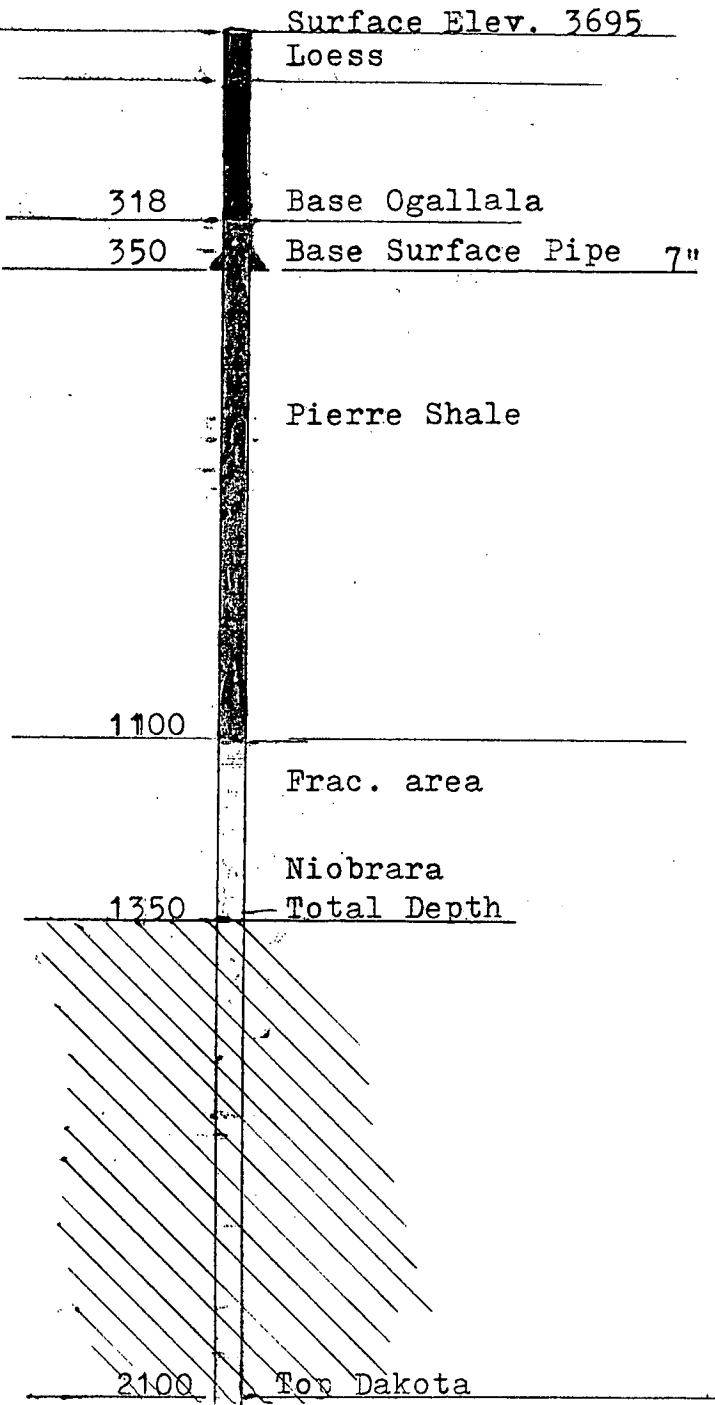 Surface Elev. 3695
Loess
318 Base Ogallala
350 Base Surface Pipe 7"
Pierre Shale
1100
Frac. area
Niobrara
1350 Total Depth
2100 Top Dakota